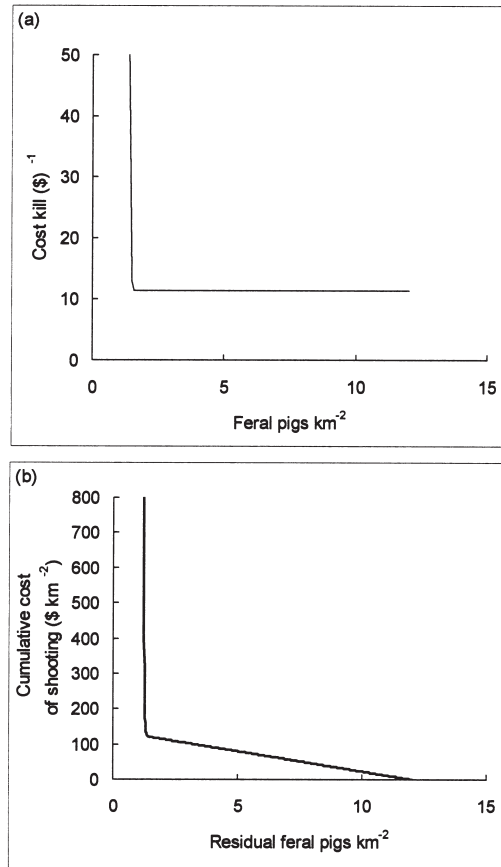 (a)
50
40
30
20
10
0
Cost kill ($) -1
0 5 10 15
Feral pigs km-2
(b)
800
700
600
500
400
300
200
100
0
Cumulative cost
of shooting ($ km -2)
0 5 10 15
Residual feral pigs km-2